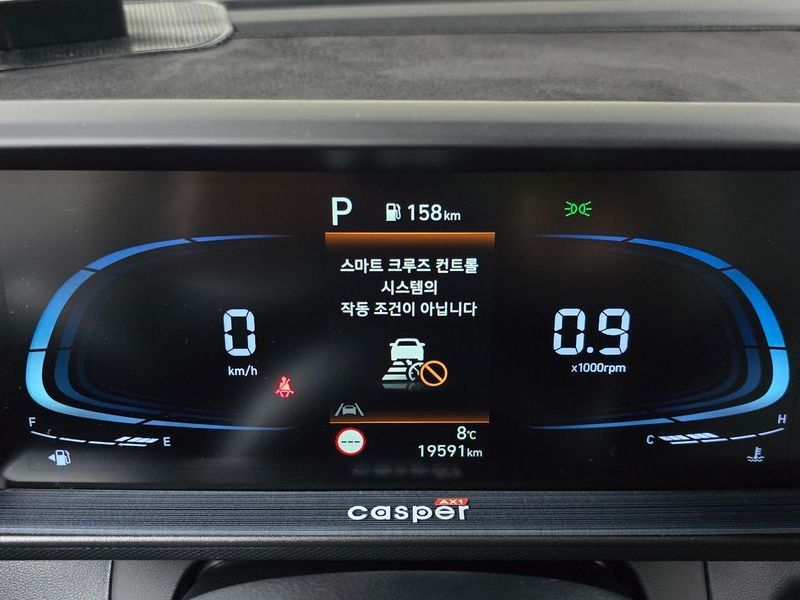 P 158km
스마트 크루즈 컨트롤
시스템의
작동 조건이 아닙니다
0
km/h
0.9
x1000rpm
F
E
C
H
---
8℃
19591km
casper AX1